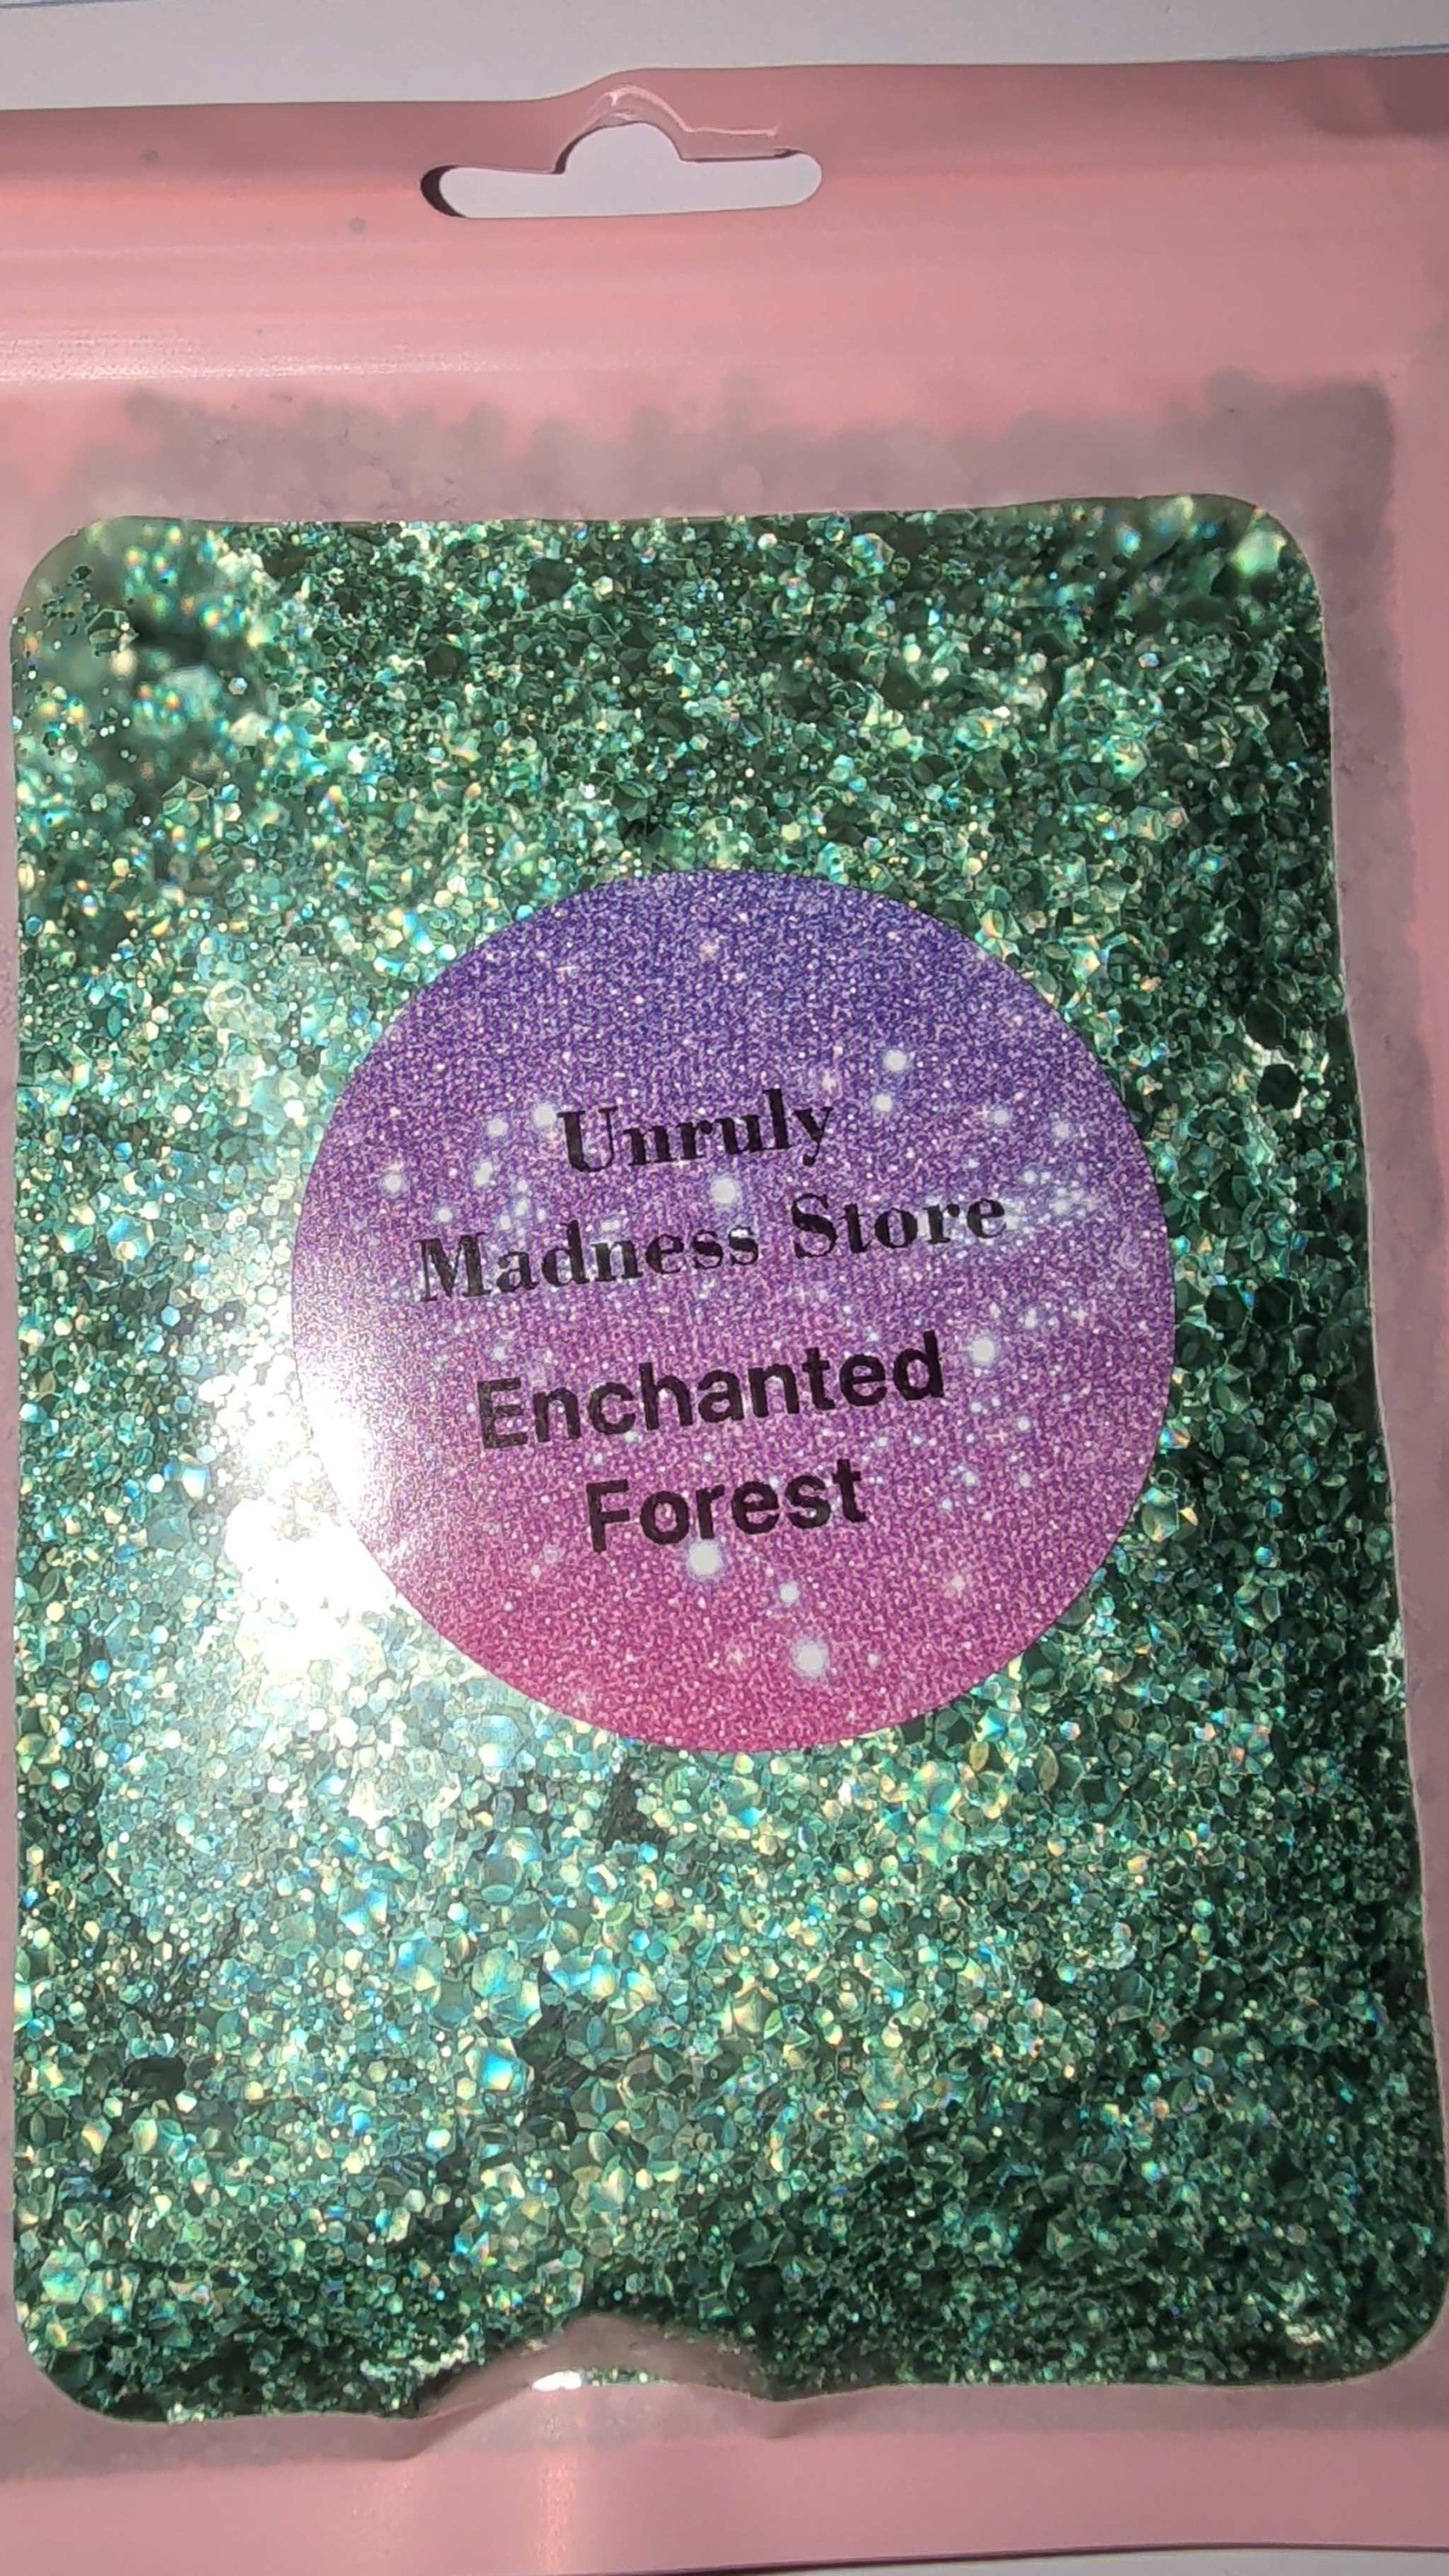 Unruly
Madness Store
Enchanted
Forest